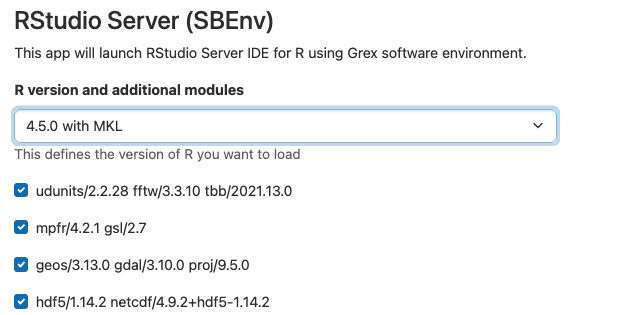 RStudio Server (SBEnv)
This app will launch RStudio Server IDE for R using Grex software environment.
R version and additional modules
4.5.0 with MKL
This defines the version of R you want to load
udunits/2.2.28 fftw/3.3.10 tbb/2021.13.0
mpfr/4.2.1 gsl/2.7
geos/3.13.0 gdal/3.10.0 proj/9.5.0
hdf5/1.14.2 netcdf/4.9.2+hdf5-1.14.2